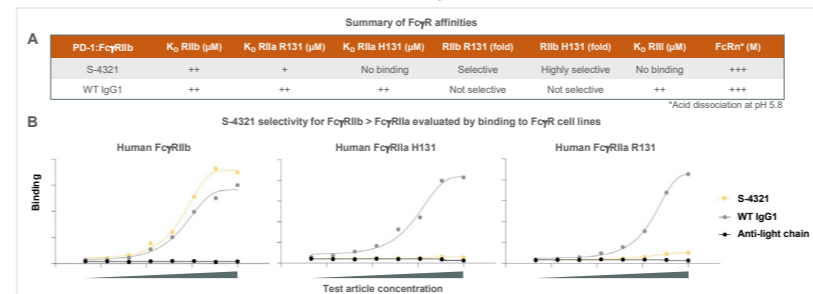 Summary of FcγR affinities
A
PD-1:FcγRIIb KD RIIb (µM) KD RIIa R131 (µM) KD RIIa H131 (µM) RIIb R131 (fold) RIIb H131 (fold) KD RIII (µM) FcRn* (M)
S-4321 ++ + No binding Selective Highly selective No binding +++
WT IgG1 ++ ++ ++ Not selective Not selective ++ +++
*Acid dissociation at pH 5.8
B S-4321 selectivity for FcγRIIb > FcγRIIa evaluated by binding to FcγR cell lines
Human FcγRIIb Human FcγRIIa H131 Human FcγRIIa R131
Binding
S-4321
WT IgG1
Anti-light chain
Test article concentration